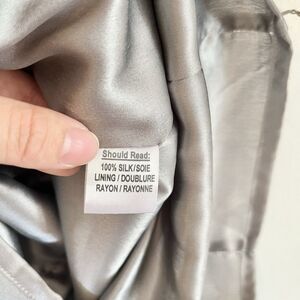 Should Read:
100% SILK/SOIE
LINING / DOUBLURE
RAYON / RAYONNE